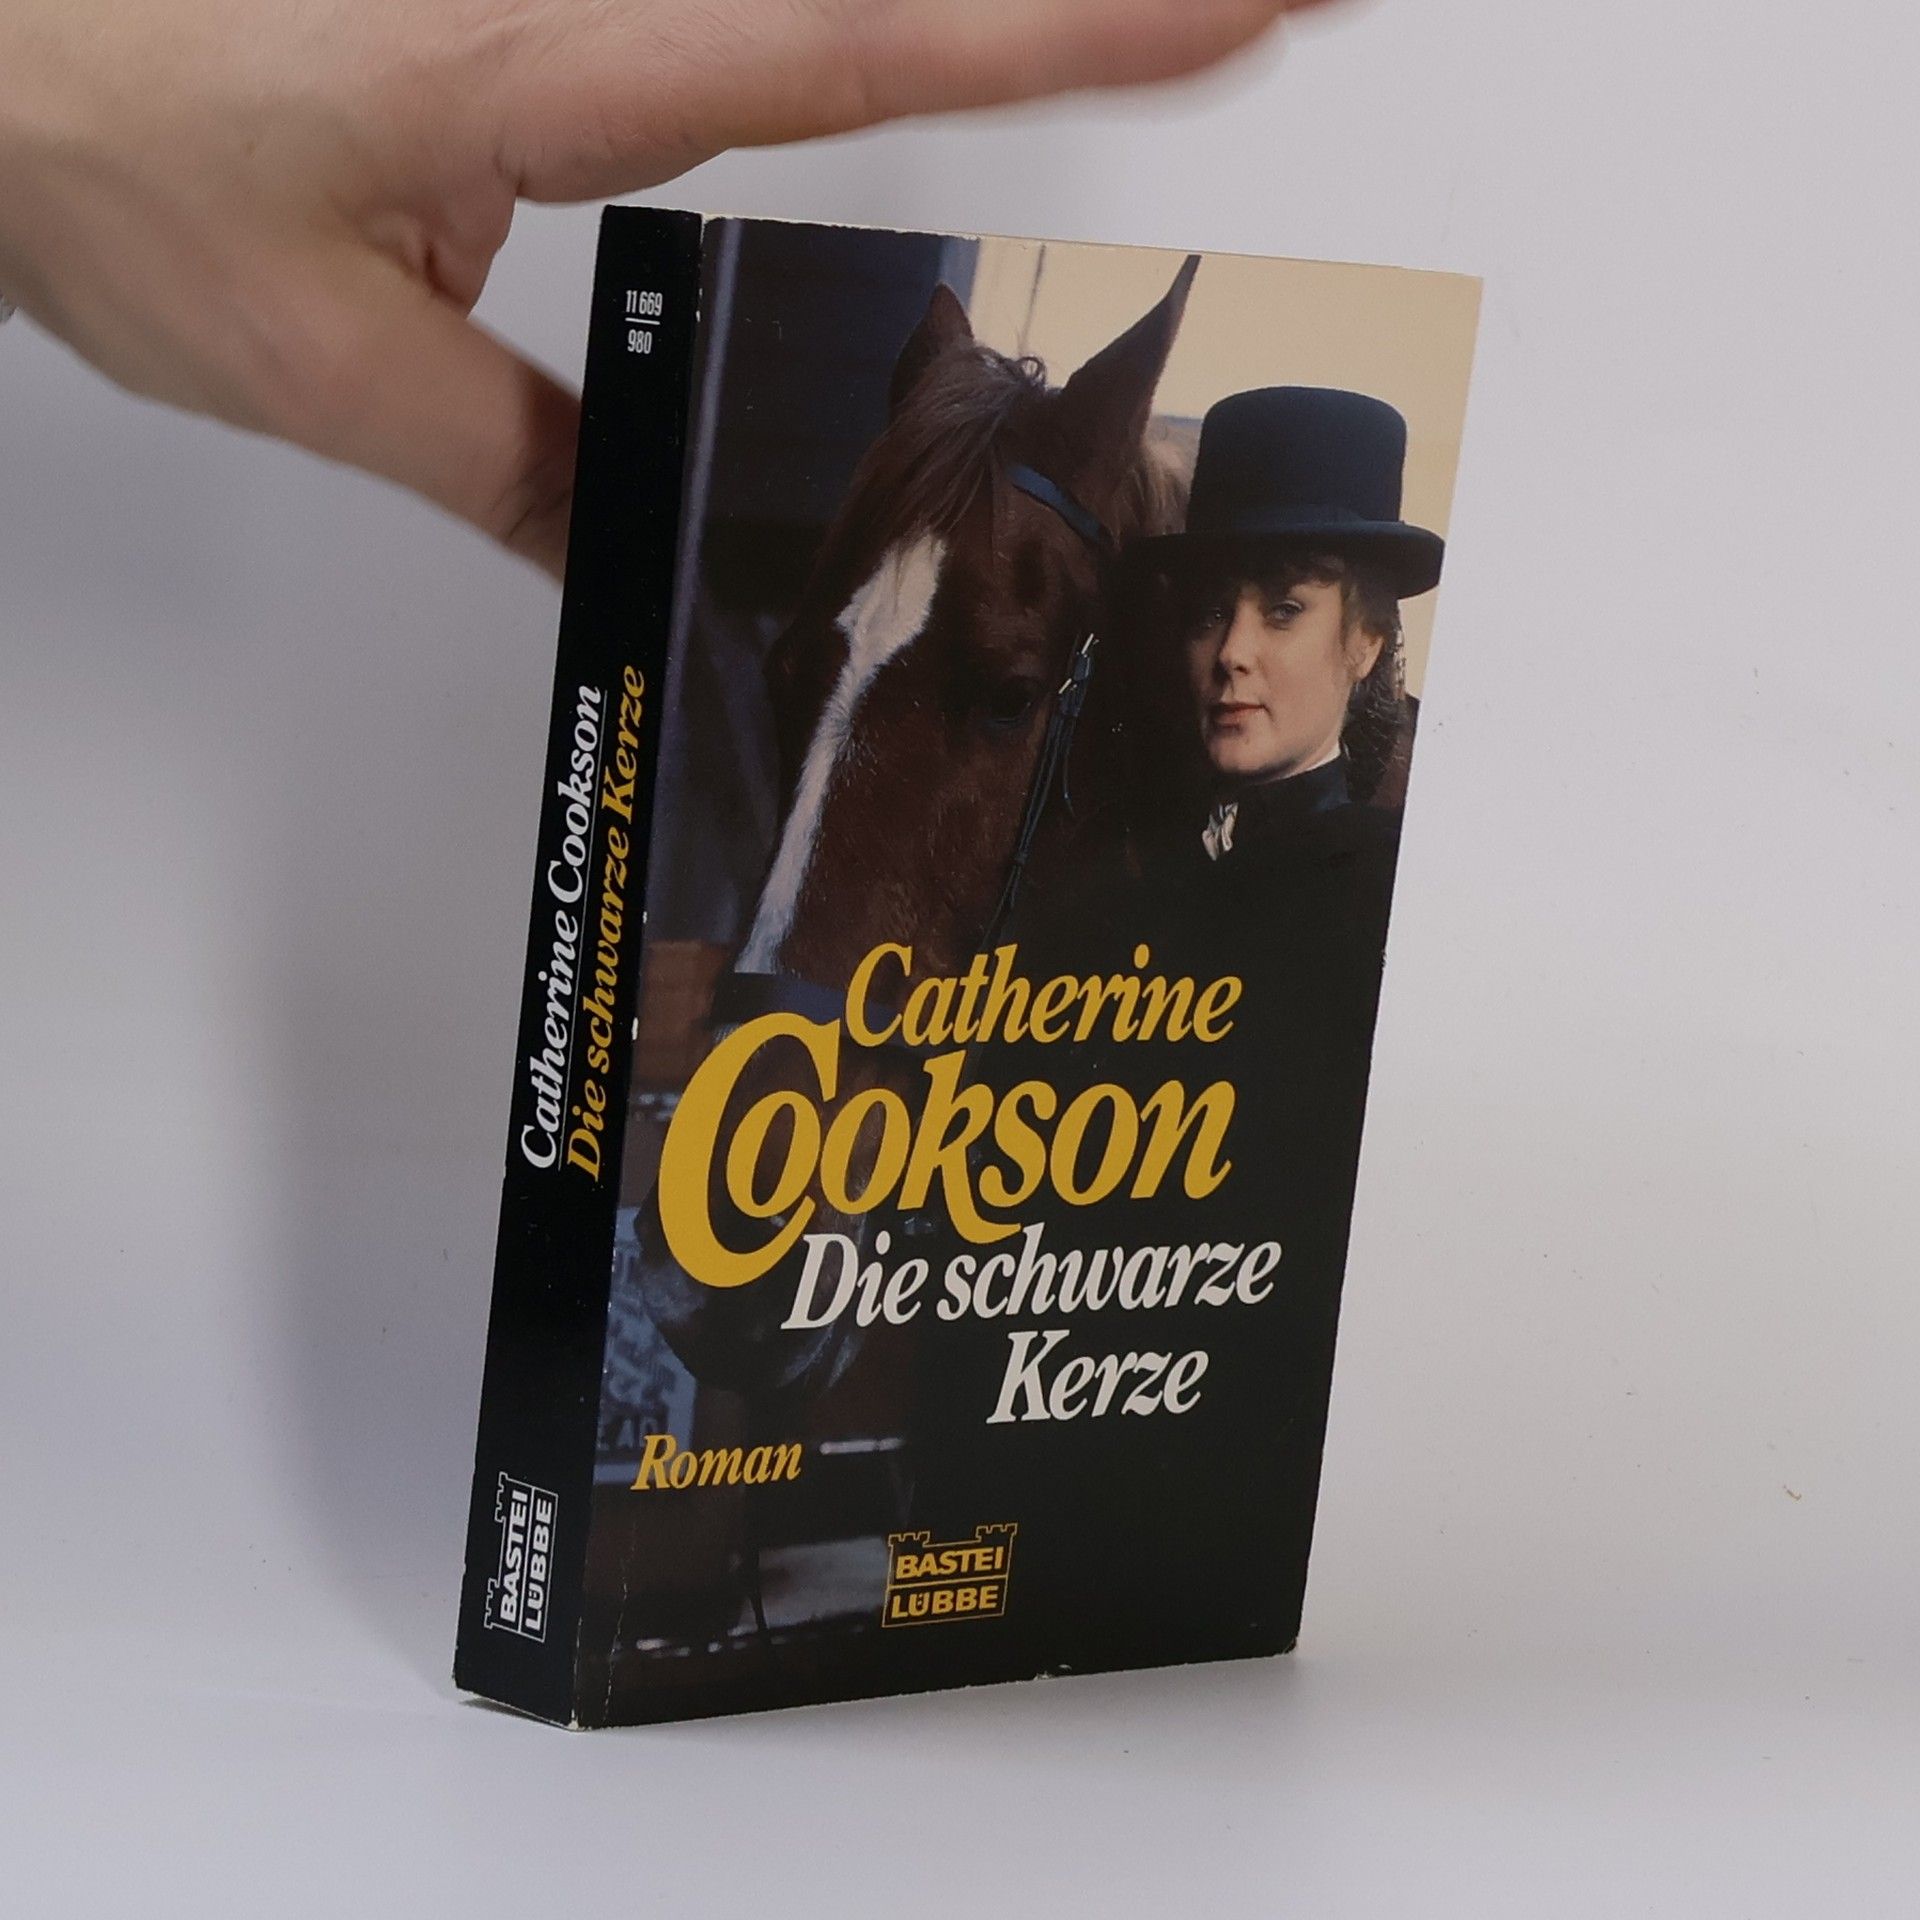 11 669
980
Catherine Cookson
Die schwarze Kerze
BASTEI
LÜBBE
Catherine
Cookson
Die schwarze
Kerze
Roman
BASTEI
LÜBBE